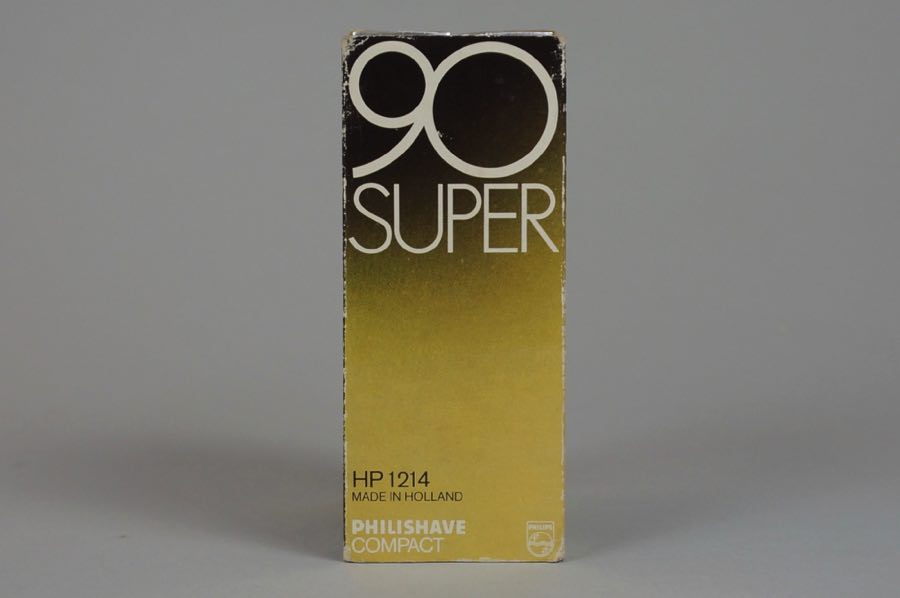 90
SUPER
HP 1214
MADE IN HOLLAND
PHILISHAVE
COMPACT
PHILIPS